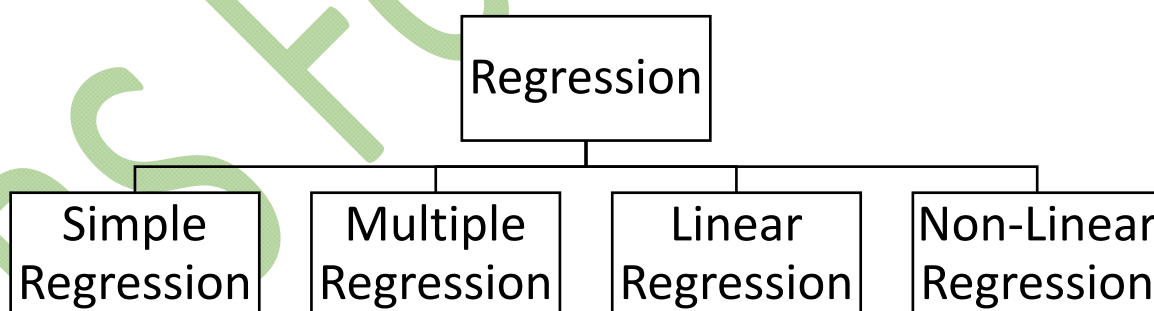 Regression
Simple
Regression
Multiple
Regression
Linear
Regression
Non-Linear
Regression